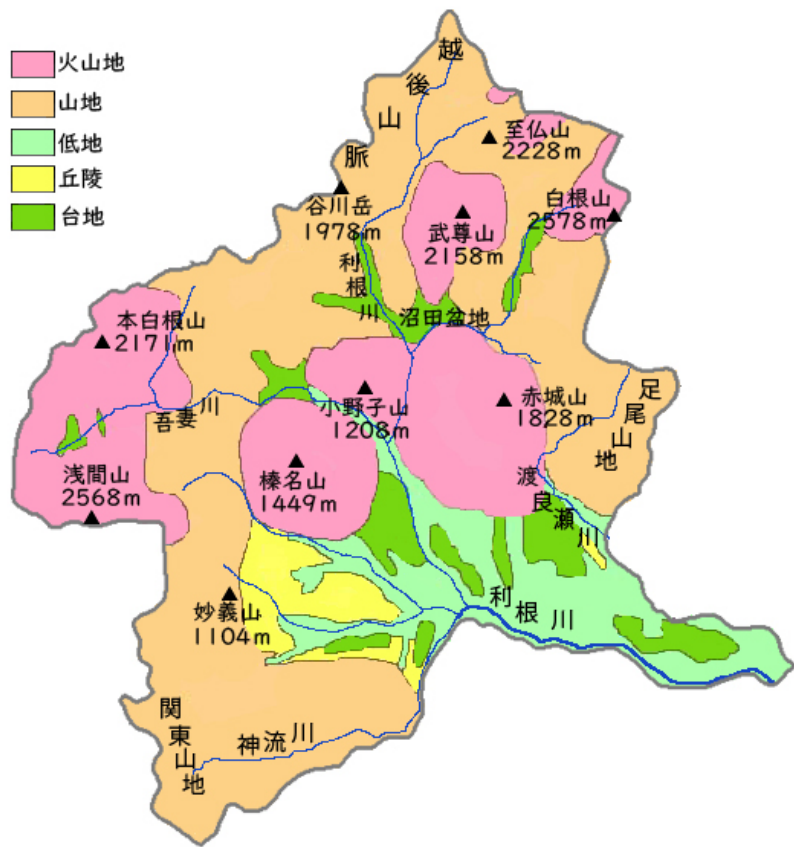 火山地
山地
低地
丘陵
台地
越後山脈
至仏山
2228m
谷川岳
1978m
武尊山
2158m
白根山
2578m
利根川
沼田盆地
本白根山
2171m
吾妻川
小野子山
1208m
赤城山
1828m
足尾山地
浅間山
2568m
榛名山
1449m
渡良瀬川
妙義山
1104m
利根川
関東山地
神流川